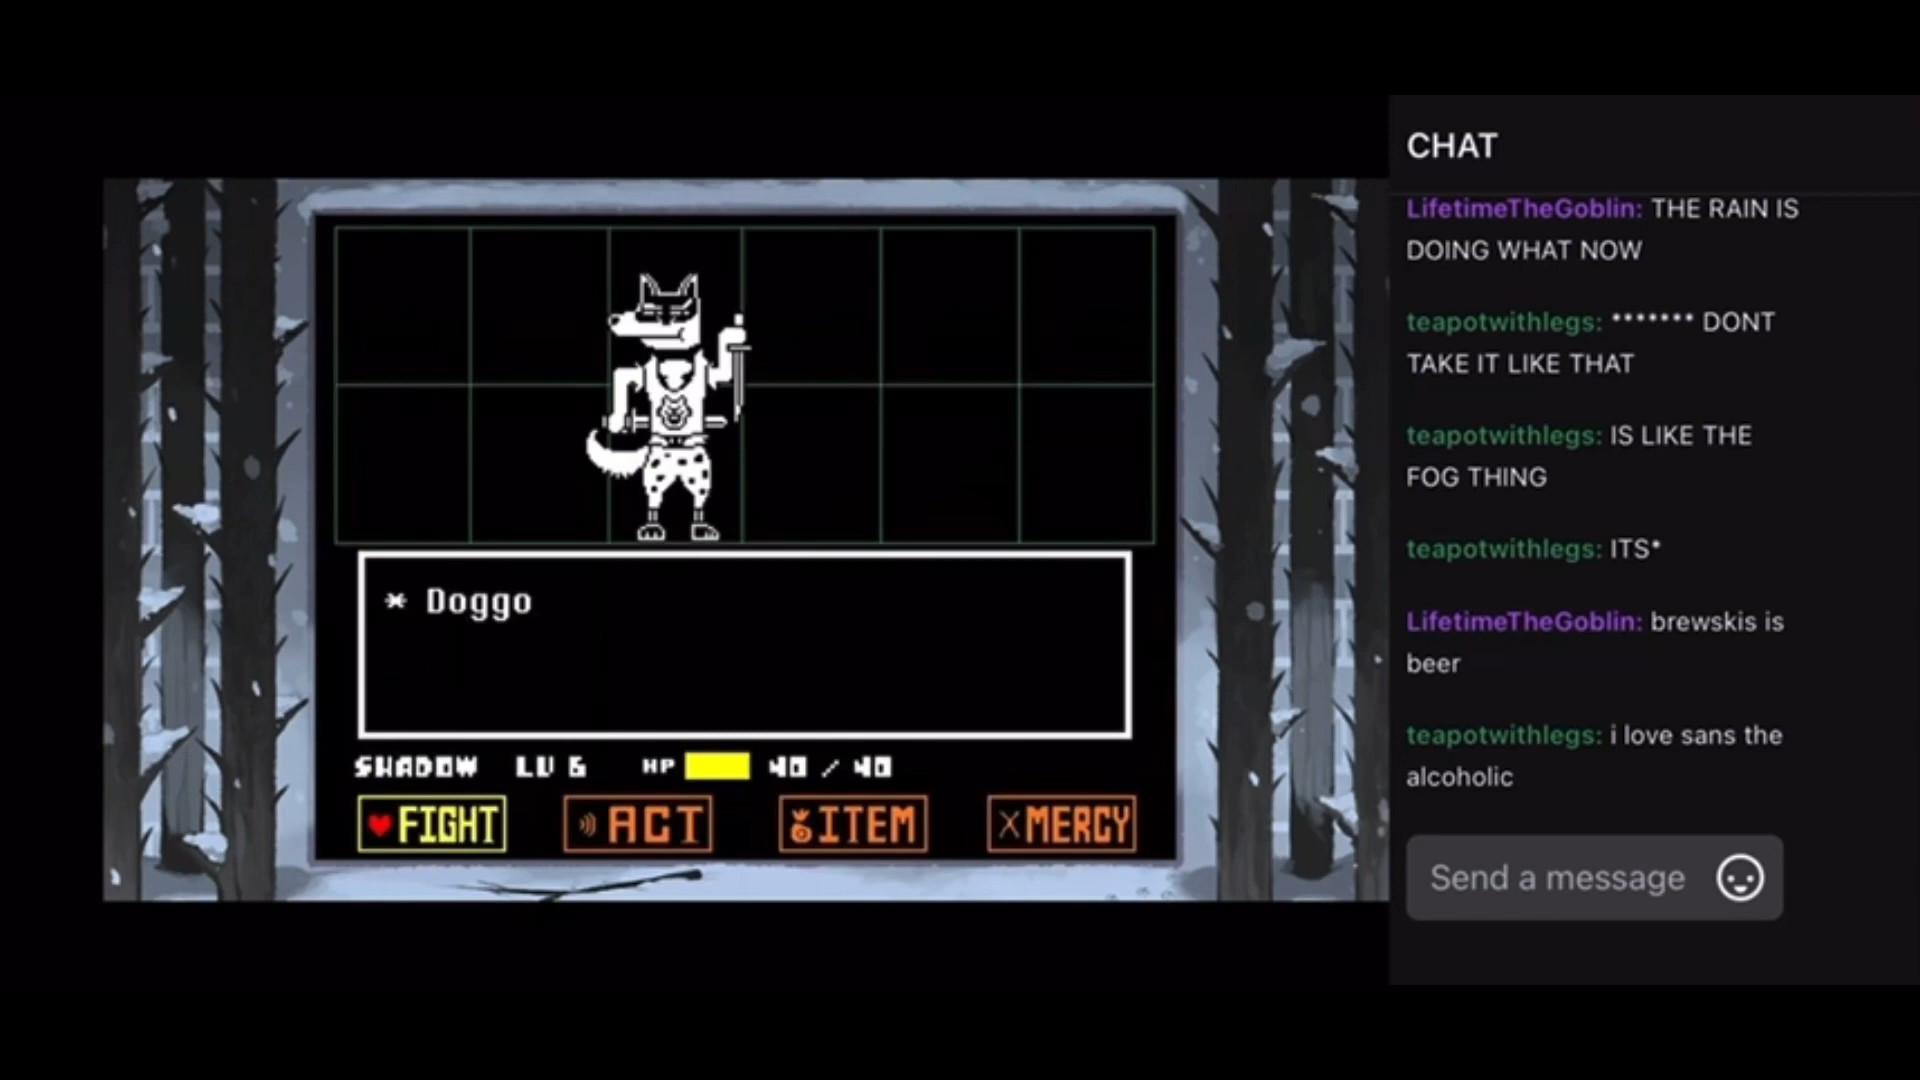 * Doggo
SHADOW LV 6 HP 40 / 40
FIGHT ACT ITEM MERCY
CHAT
LifetimeTheGoblin: THE RAIN IS
DOING WHAT NOW
teapotwithlegs: ******* DONT
TAKE IT LIKE THAT
teapotwithlegs: IS LIKE THE
FOG THING
teapotwithlegs: ITS*
LifetimeTheGoblin: brewskis is
beer
teapotwithlegs: i love sans the
alcoholic
Send a message